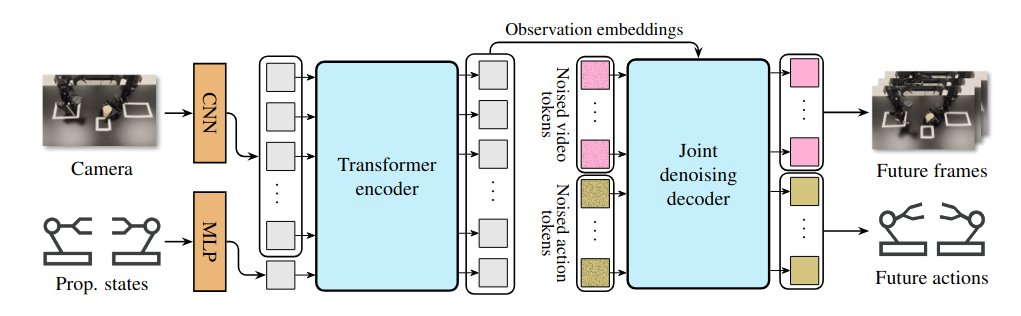 Observation embeddings
Camera
CNN
Prop. states
MLP
Transformer
encoder
Noised video
tokens
Noised action
tokens
Joint
denoising
decoder
Future frames
Future actions